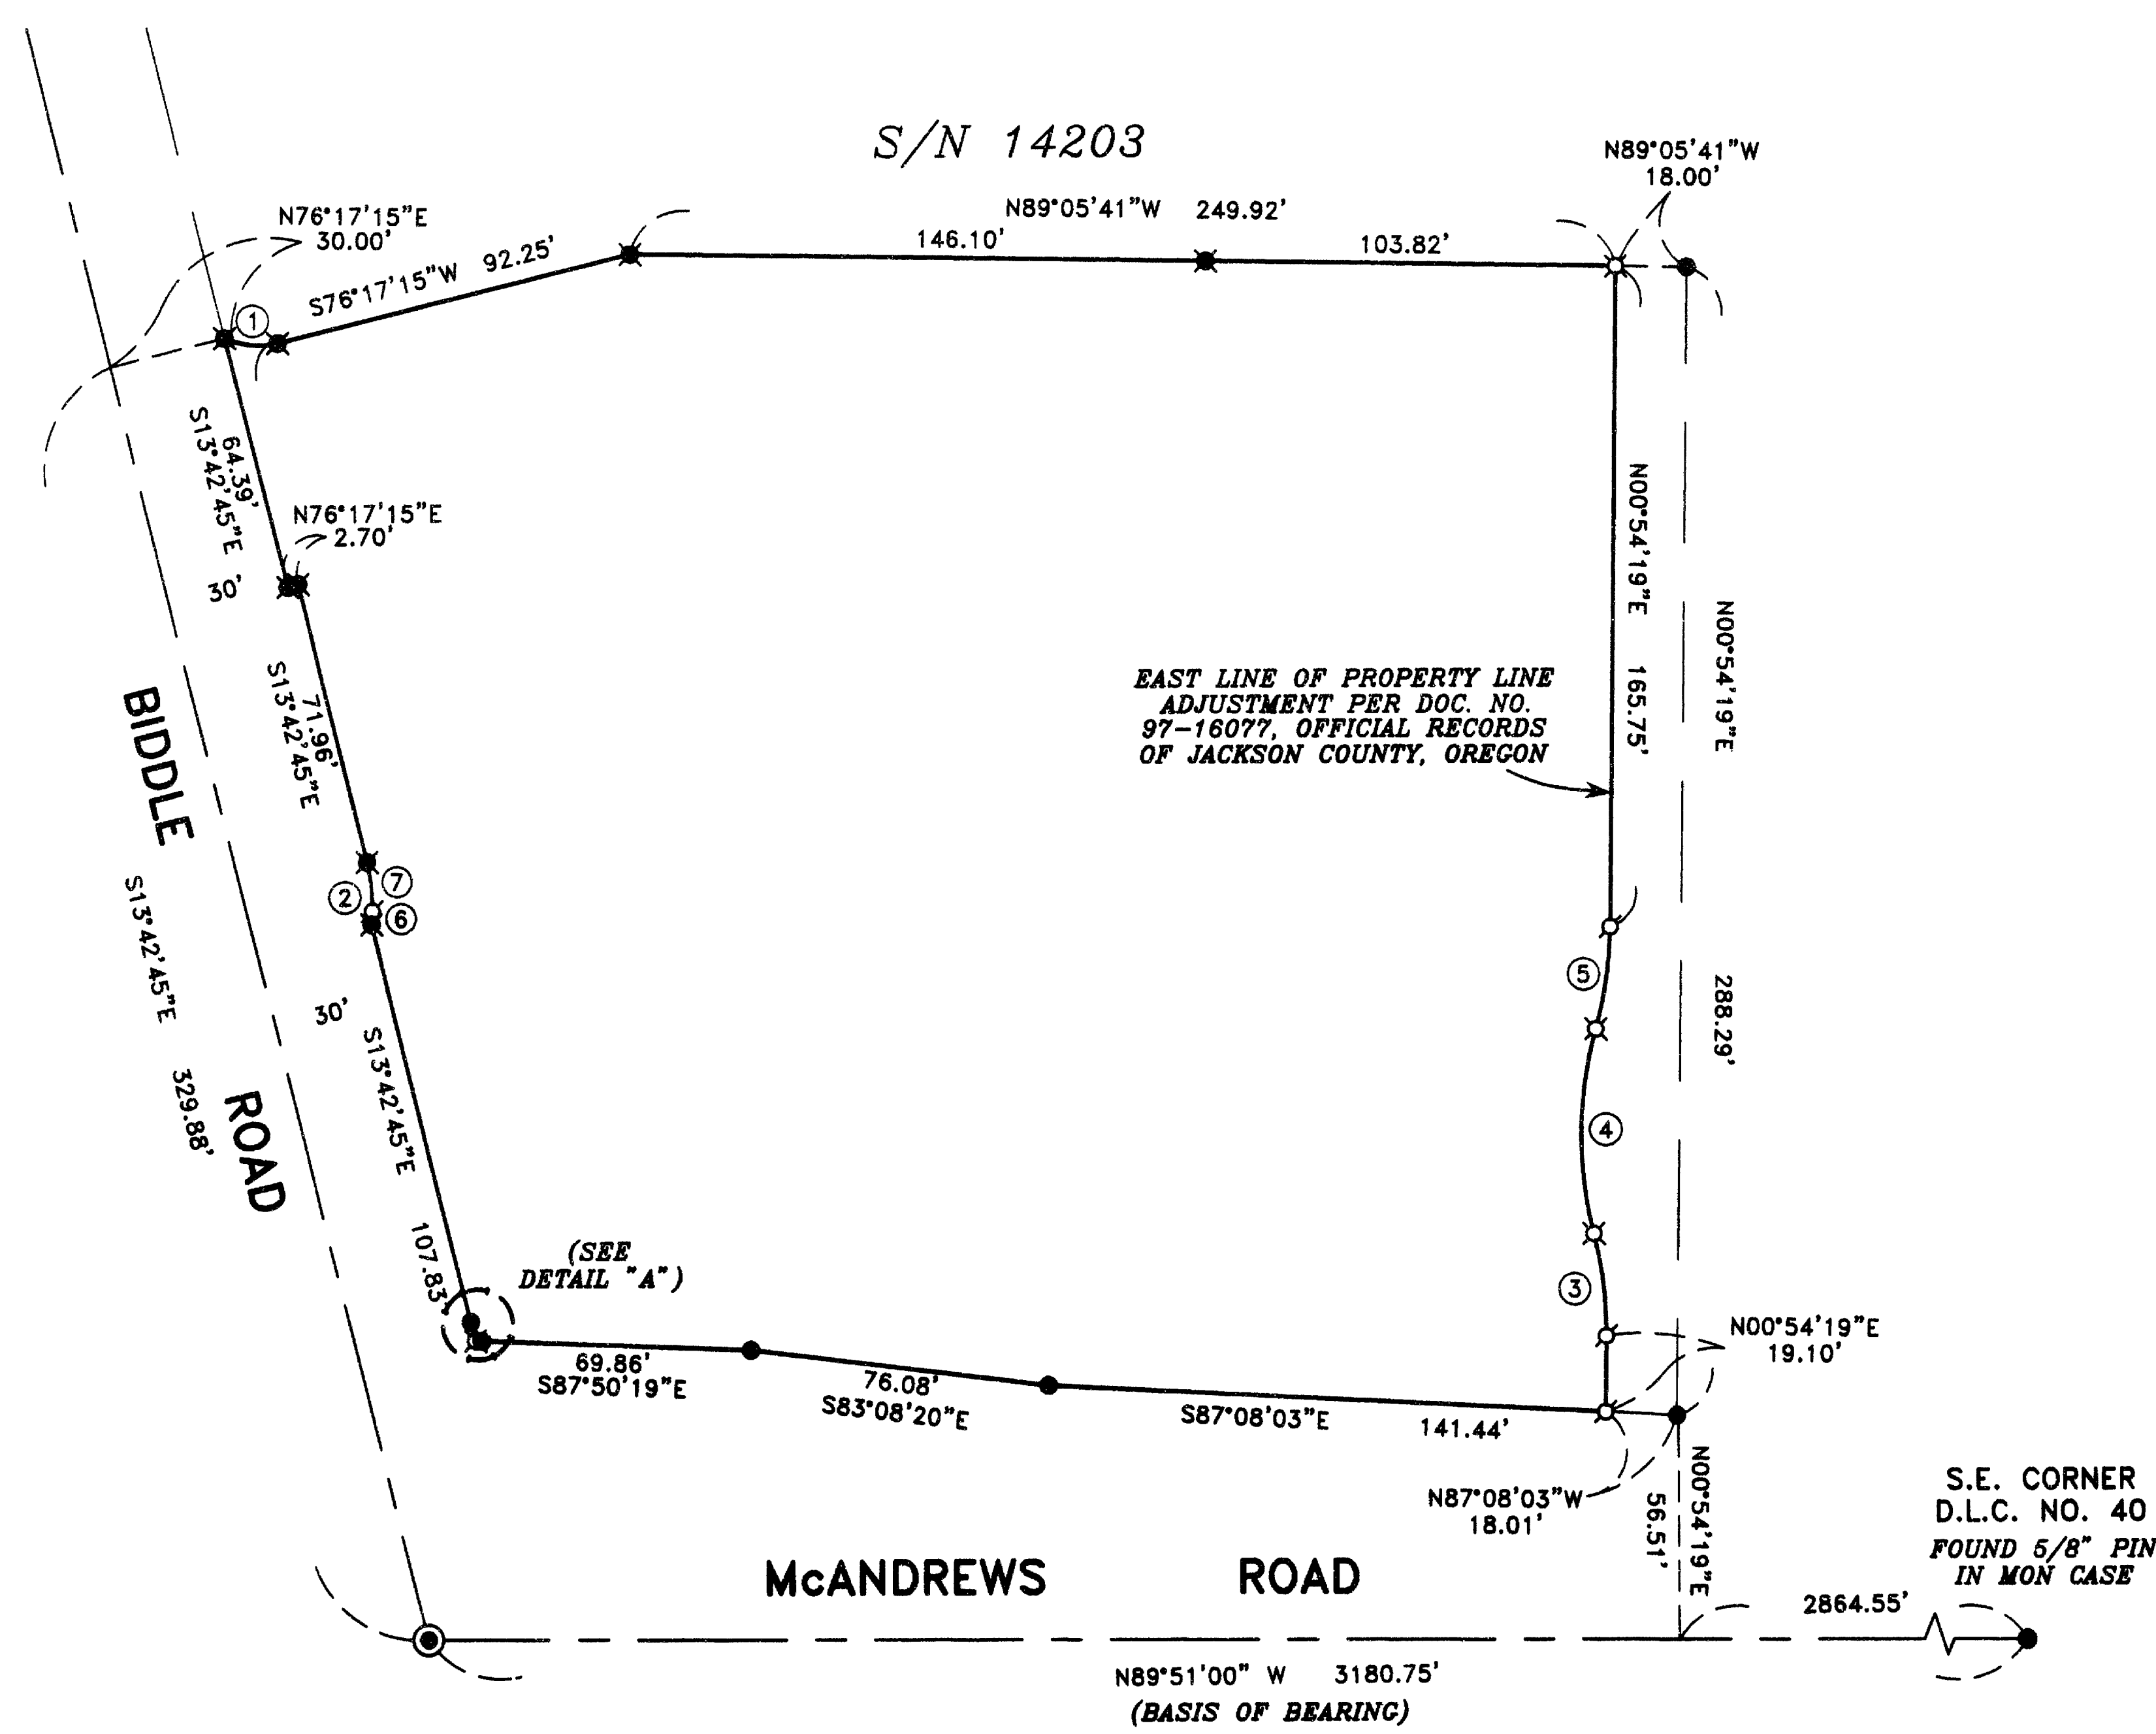 S/N 14203
N89°05'41"W
18.00'
N76°17'15"E
30.00'
N89°05'41"W 249.92'
146.10'
103.82'
S76°17'15"W 92.25'
1
64.39'
S13°42'45"E
N76°17'15"E
2.70'
30'
71.96'
S13°42'45"E
N00°54'19"E 165.75'
N00°54'19"E 288.29'
EAST LINE OF PROPERTY LINE
ADJUSTMENT PER DOC. NO.
97-16077, OFFICIAL RECORDS
OF JACKSON COUNTY, OREGON
BIDDLE ROAD
S13°42'45"E 329.88'
2
7
6
30'
S13°42'45"E 107.83'
5
4
3
(SEE
DETAIL "A")
69.86'
S87°50'19"E
76.08'
S83°08'20"E
S87°08'03"E 141.44'
N00°54'19"E
19.10'
N87°08'03"W
18.01'
N00°54'19"E
56.51'
S.E. CORNER
D.L.C. NO. 40
FOUND 5/8" PIN
IN MON CASE
McANDREWS ROAD
2864.55'
N89°51'00" W 3180.75'
(BASIS OF BEARING)